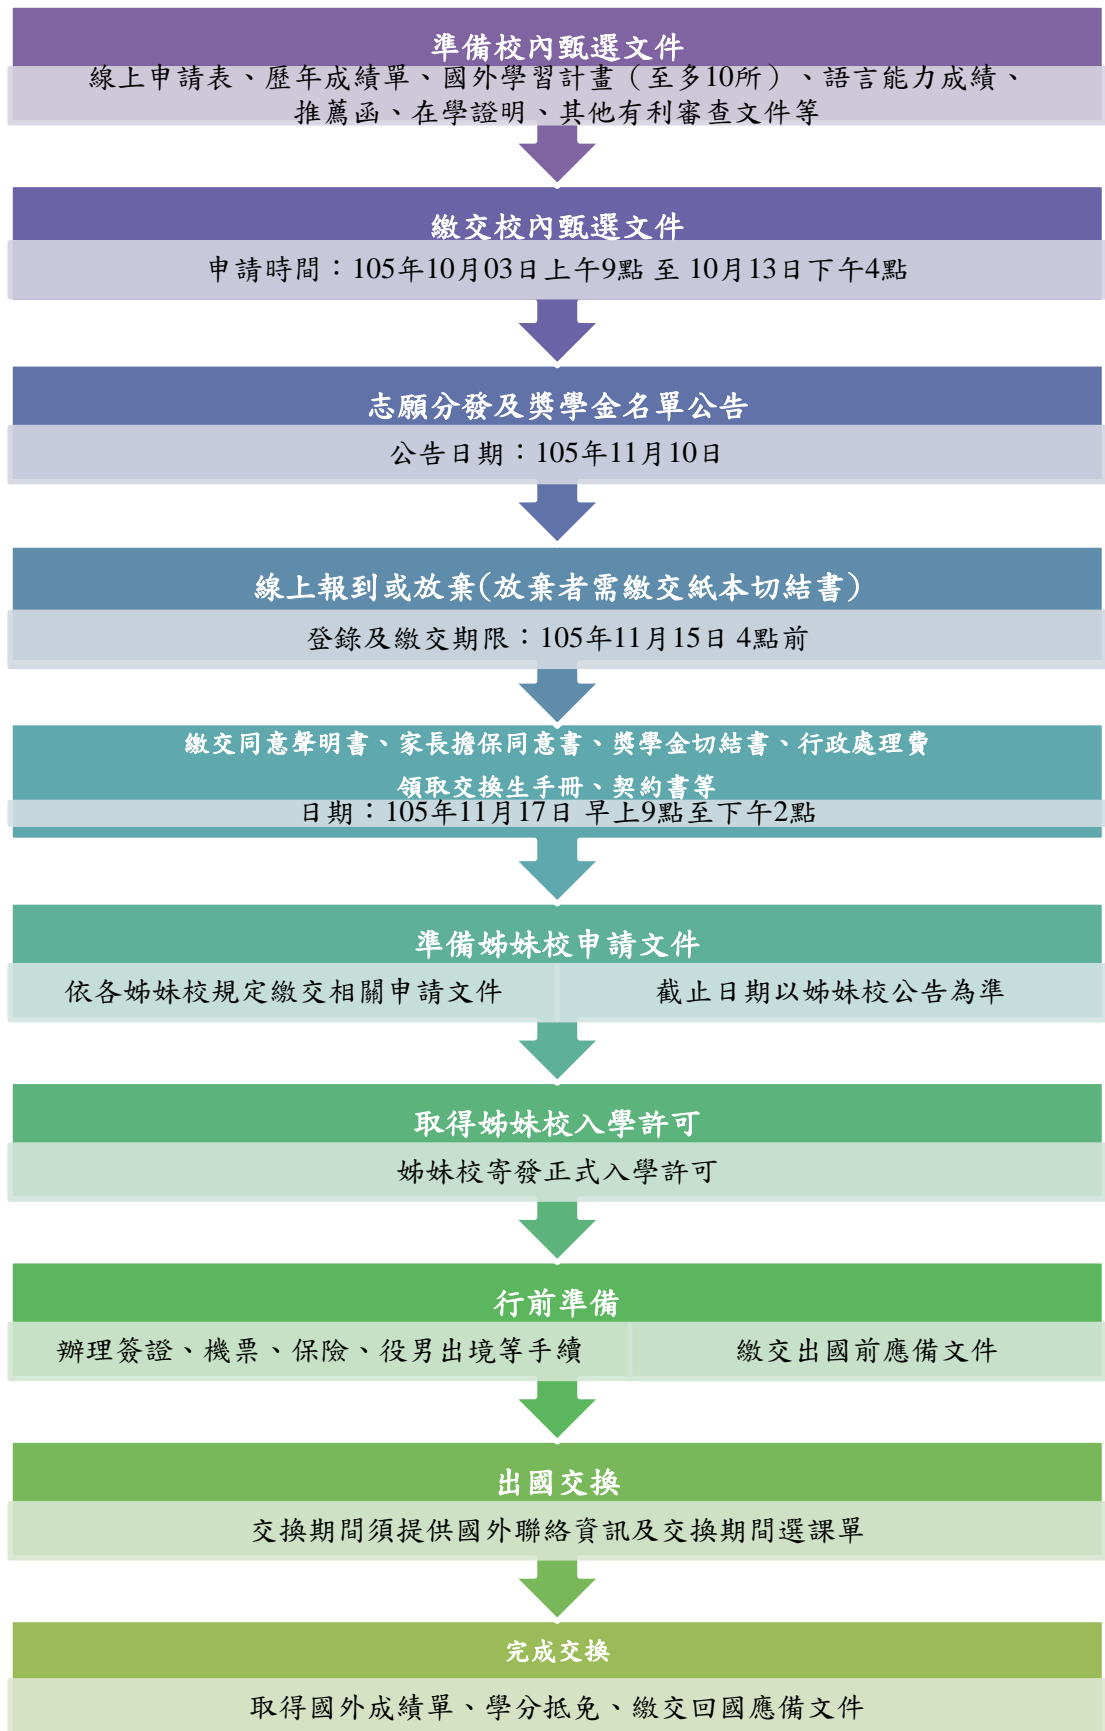 準備校內甄選文件
線上申請表、歷年成績單、國外學習計畫（至多10所）、語言能力成績、
推薦函、在學證明、其他有利審查文件等
繳交校內甄選文件
申請時間：105年10月03日上午9點 至 10月13日下午4點
志願分發及獎學金名單公告
公告日期：105年11月10日
線上報到或放棄(放棄者需繳交紙本切結書)
登錄及繳交期限：105年11月15日 4點前
繳交同意聲明書、家長擔保同意書、獎學金切結書、行政處理費
領取交換生手冊、契約書等
日期：105年11月17日 早上9點至下午2點
準備姊妹校申請文件
依各姊妹校規定繳交相關申請文件
截止日期以姊妹校公告為準
取得姊妹校入學許可
姊妹校寄發正式入學許可
行前準備
辦理簽證、機票、保險、役男出境等手續
繳交出國前應備文件
出國交換
交換期間須提供國外聯絡資訊及交換期間選課單
完成交換
取得國外成績單、學分抵免、繳交回國應備文件